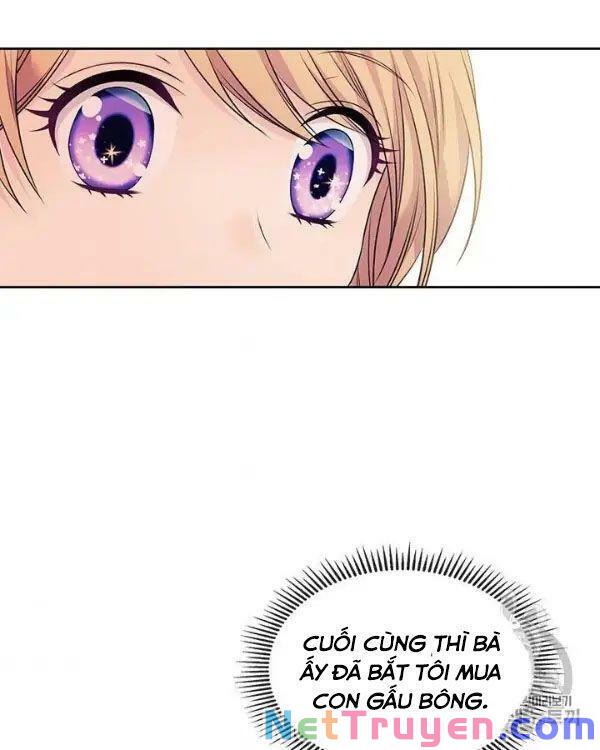 CUỐI CÙNG THÌ BÀ
ẤY ĐÃ BẮT TÔI MUA
CON GẤU BÔNG.
NetTruyen.com